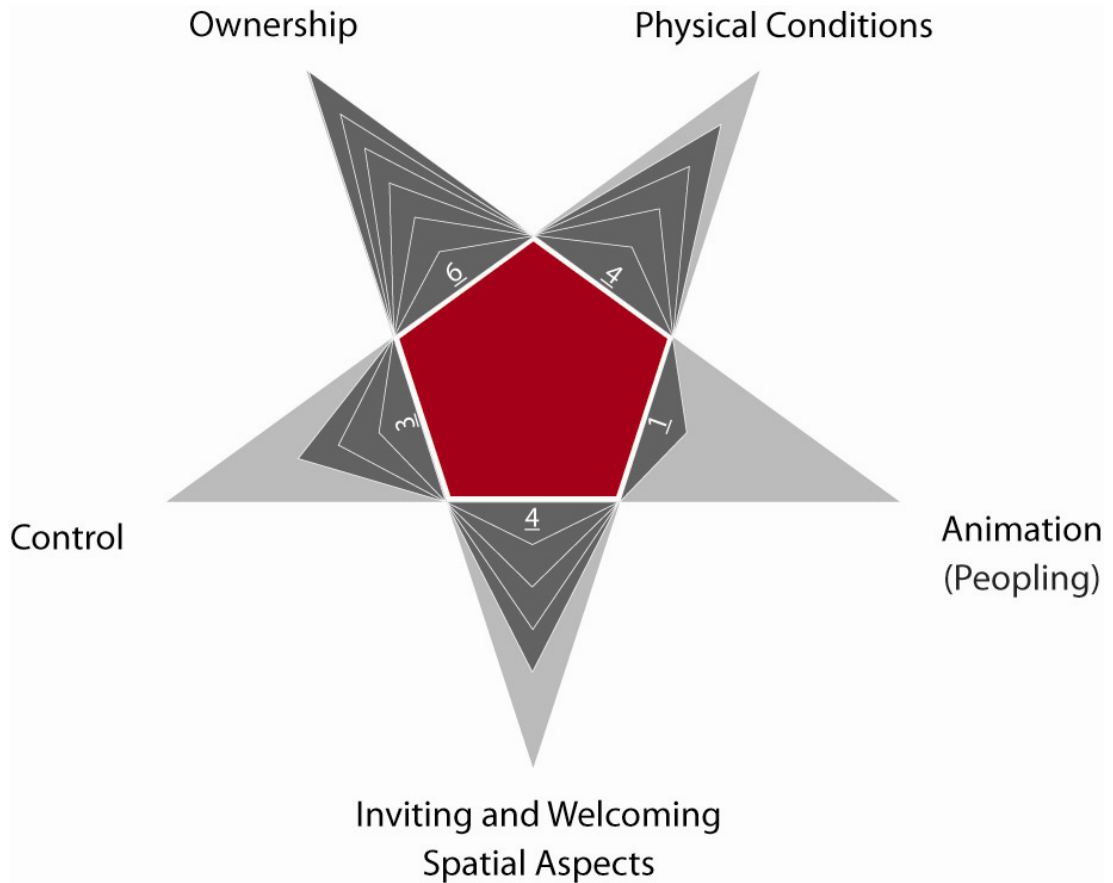 Ownership
Physical Conditions
6
4
3
1
4
Control
Animation
(Peopling)
Inviting and Welcoming
Spatial Aspects